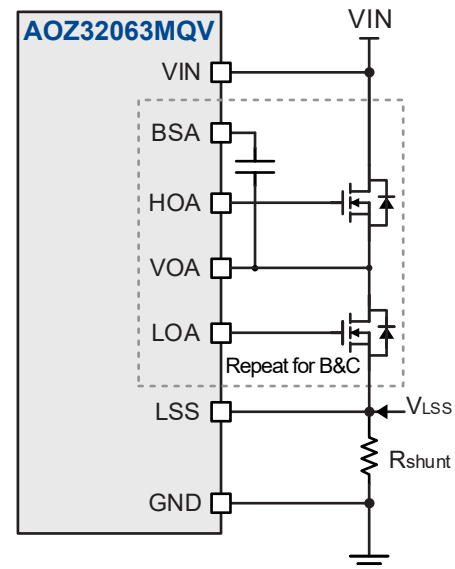 AOZ32063MQV
VIN
VIN
BSA
HOA
VOA
LOA
Repeat for B&C
LSS
VLSS
Rshunt
GND